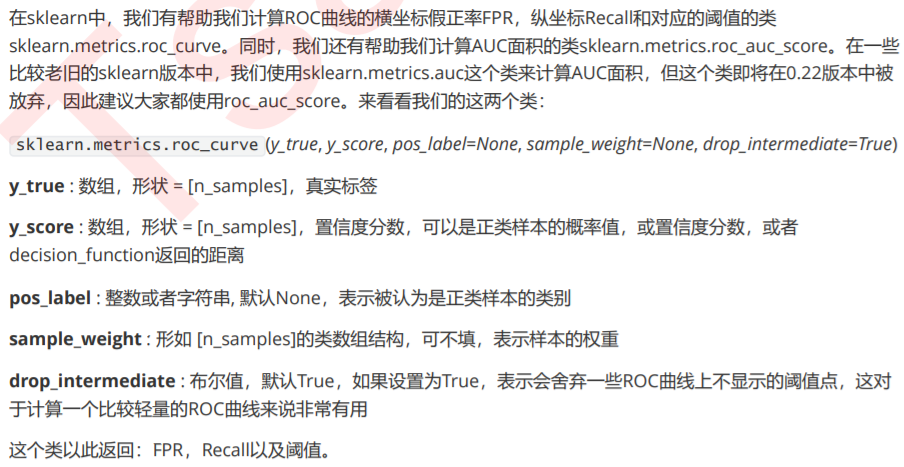 在sklearn中，我们有帮助我们计算ROC曲线的横坐标假正率FPR，纵坐标Recall和对应的阈值的类
sklearn.metrics.roc_curve。同时，我们还有帮助我们计算AUC面积的类sklearn.metrics.roc_auc_score。在一些
比较老旧的sklearn版本中，我们使用sklearn.metrics.auc这个类来计算AUC面积，但这个类即将在0.22版本中被
放弃，因此建议大家都使用roc_auc_score。来看看我们的这两个类：
sklearn.metrics.roc_curve (y_true, y_score, pos_label=None, sample_weight=None, drop_intermediate=True)
y_true : 数组，形状 = [n_samples]，真实标签
y_score : 数组，形状 = [n_samples]，置信度分数，可以是正类样本的概率值，或置信度分数，或者
decision_function返回的距离
pos_label : 整数或者字符串, 默认None，表示被认为是正类样本的类别
sample_weight : 形如 [n_samples]的类数组结构，可不填，表示样本的权重
drop_intermediate : 布尔值，默认True，如果设置为True，表示会舍弃一些ROC曲线上不显示的阈值点，这对
于计算一个比较轻量的ROC曲线来说非常有用
这个类以此返回：FPR，Recall以及阈值。